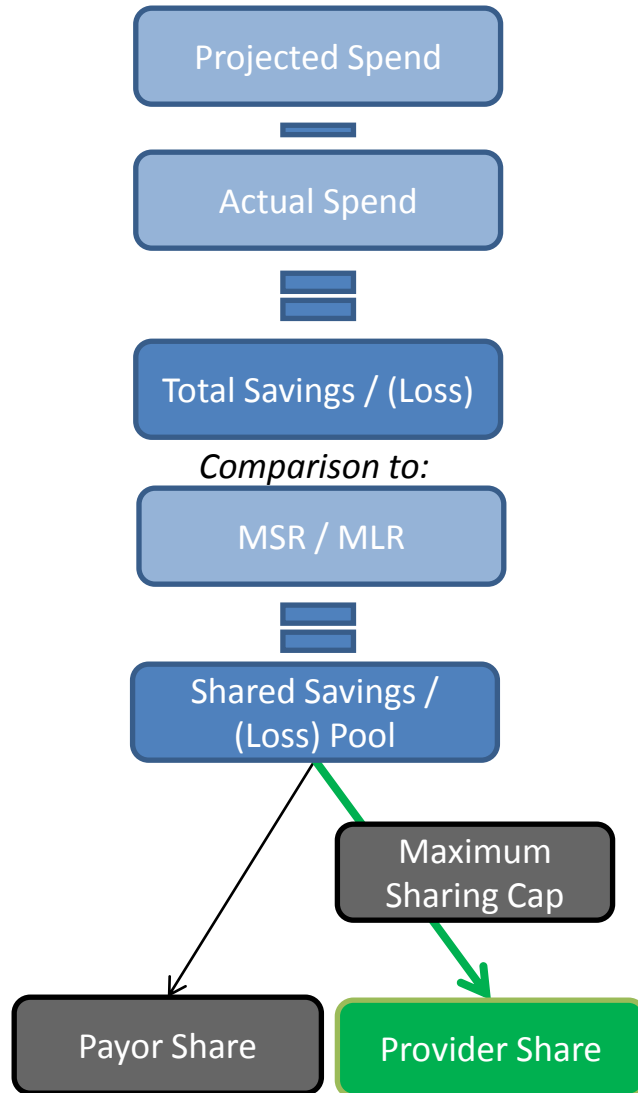 Projected Spend
Actual Spend
Total Savings / (Loss)
Comparison to:
MSR / MLR
Shared Savings /
(Loss) Pool
Maximum
Sharing Cap
Payor Share
Provider Share